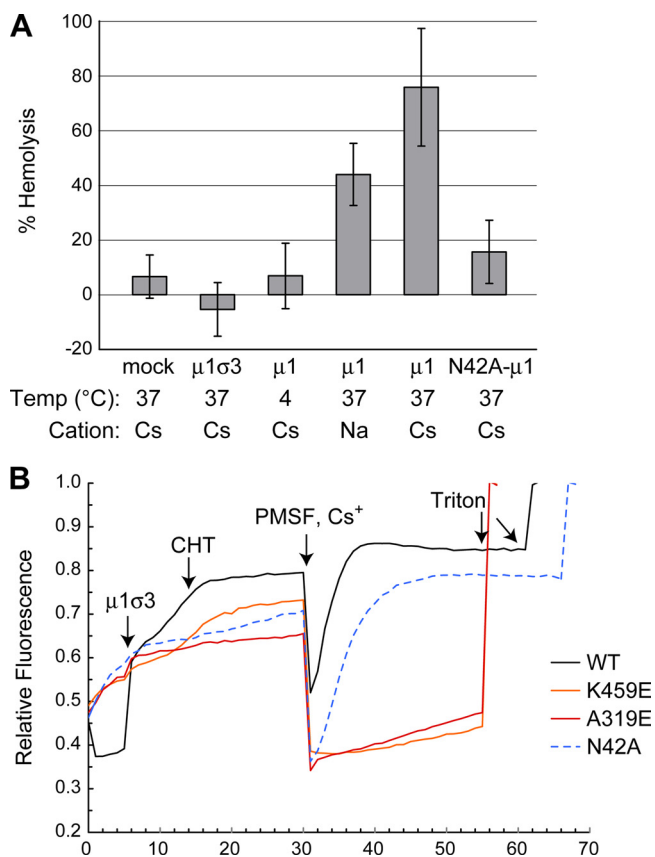 A
100
80
60
40
20
0
-20
% Hemolysis
mock μ1σ3 μ1 μ1 μ1 N42A-μ1
Temp (°C): 37 37 4 37 37 37
Cation: Cs Cs Cs Na Cs Cs
B
1.0
0.9
0.8
0.7
0.6
0.5
0.4
0.3
0.2
Relative Fluorescence
μ1σ3
CHT
PMSF, Cs⁺
Triton
WT
K459E
A319E
N42A
0 10 20 30 40 50 60 70